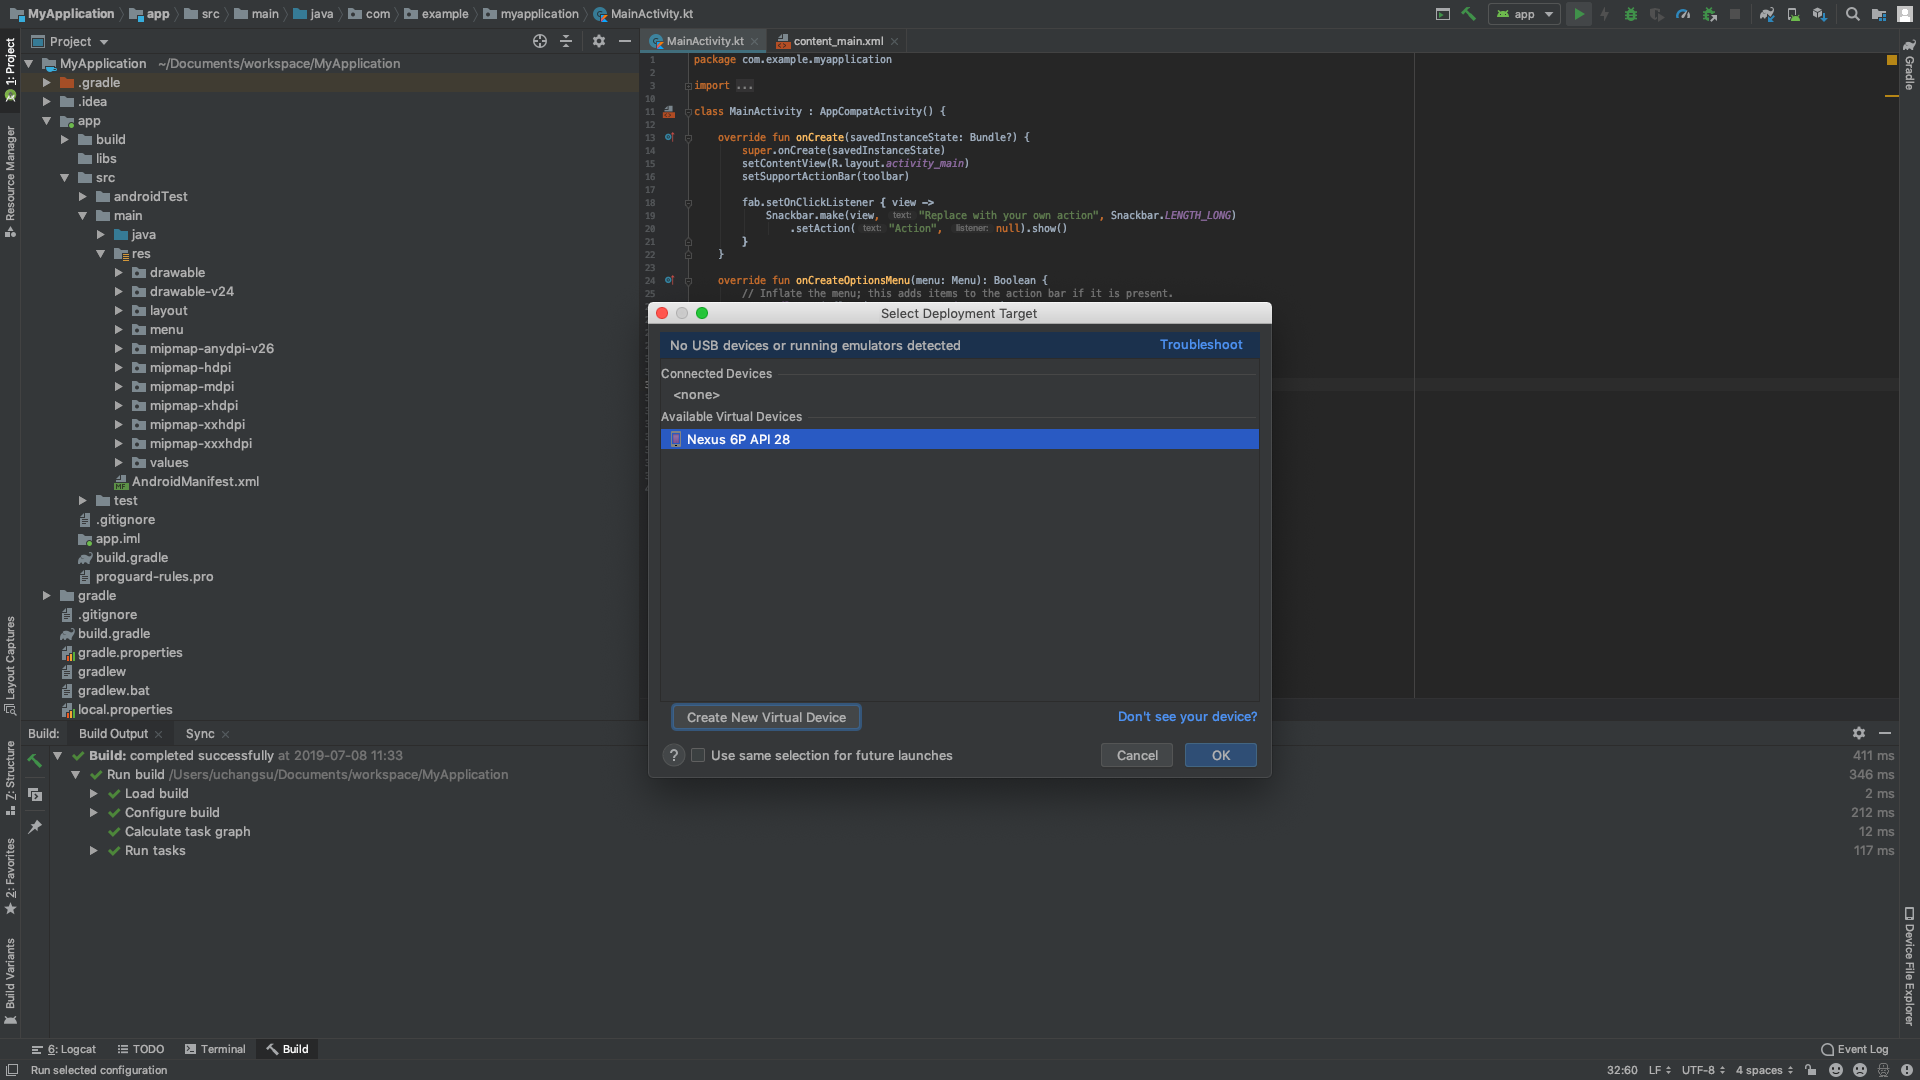 MyApplication app src main java com example myapplication MainActivity.kt
app
Project
MainActivity.kt
content_main.xml
1: Project
Resource Manager
Layout Captures
Z: Structure
2: Favorites
Build Variants
Gradle
Device File Explorer
MyApplication ~/Documents/workspace/MyApplication
.gradle
.idea
app
build
libs
src
androidTest
main
java
res
drawable
drawable-v24
layout
menu
mipmap-anydpi-v26
mipmap-hdpi
mipmap-mdpi
mipmap-xhdpi
mipmap-xxhdpi
mipmap-xxxhdpi
values
AndroidManifest.xml
test
.gitignore
app.iml
build.gradle
proguard-rules.pro
gradle
.gitignore
build.gradle
gradle.properties
gradlew
gradlew.bat
local.properties
1 package com.example.myapplication
2
3 import ...
10
11 class MainActivity : AppCompatActivity() {
12
13 override fun onCreate(savedInstanceState: Bundle?) {
14 super.onCreate(savedInstanceState)
15 setContentView(R.layout.activity_main)
16 setSupportActionBar(toolbar)
17
18 fab.setOnClickListener { view ->
19 Snackbar.make(view, text: "Replace with your own action", Snackbar.LENGTH_LONG)
20 .setAction( text: "Action", listener: null).show()
21 }
22 }
23
24 override fun onCreateOptionsMenu(menu: Menu): Boolean {
25 // Inflate the menu; this adds items to the action bar if it is present.
Select Deployment Target
No USB devices or running emulators detected
Troubleshoot
Connected Devices
<none>
Available Virtual Devices
Nexus 6P API 28
Create New Virtual Device
Don't see your device?
? Use same selection for future launches
Cancel
OK
Build: Build Output Sync
Build: completed successfully at 2019-07-08 11:33 411 ms
Run build /Users/uchangsu/Documents/workspace/MyApplication 346 ms
Load build 2 ms
Configure build 212 ms
Calculate task graph 12 ms
Run tasks 117 ms
6: Logcat TODO Terminal Build Event Log
Run selected configuration 32:60 LF UTF-8 4 spaces